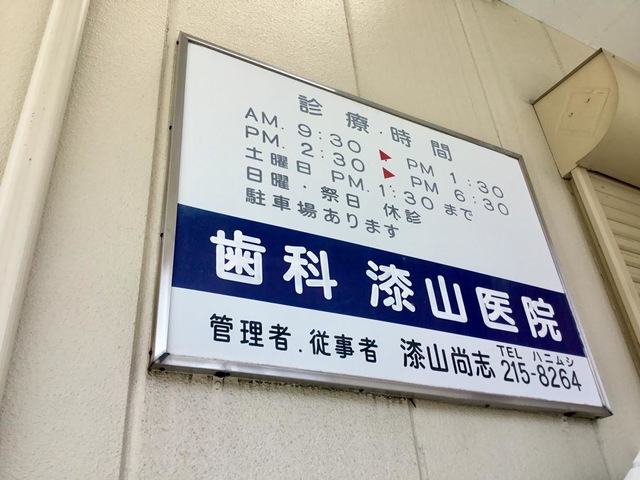 診療時間
AM. 9:30 ▶ PM 1:30
PM. 2:30 ▶ PM 6:30
土曜日 PM.1:30まで
日曜・祭日 休診
駐車場あります
歯科 漆山医院
管理者.従事者 漆山尚志
TEL ハニムシ
215-8264